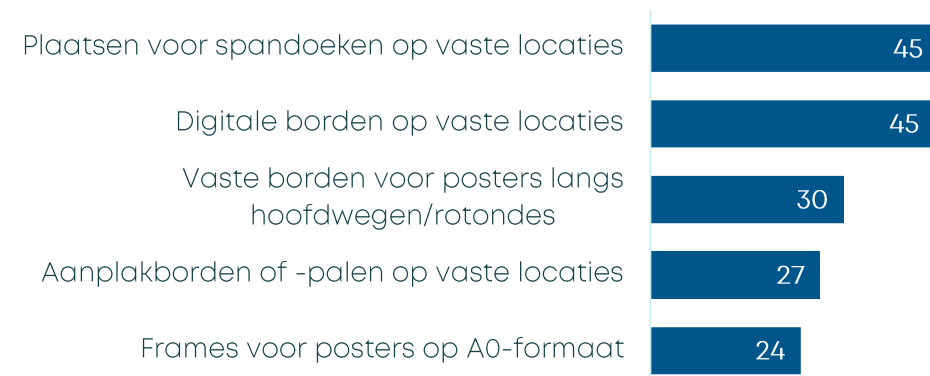 Plaatsen voor spandoeken op vaste locaties 45
Digitale borden op vaste locaties 45
Vaste borden voor posters langs
hoofdwegen/rotondes 30
Aanplakborden of -palen op vaste locaties 27
Frames voor posters op A0-formaat 24